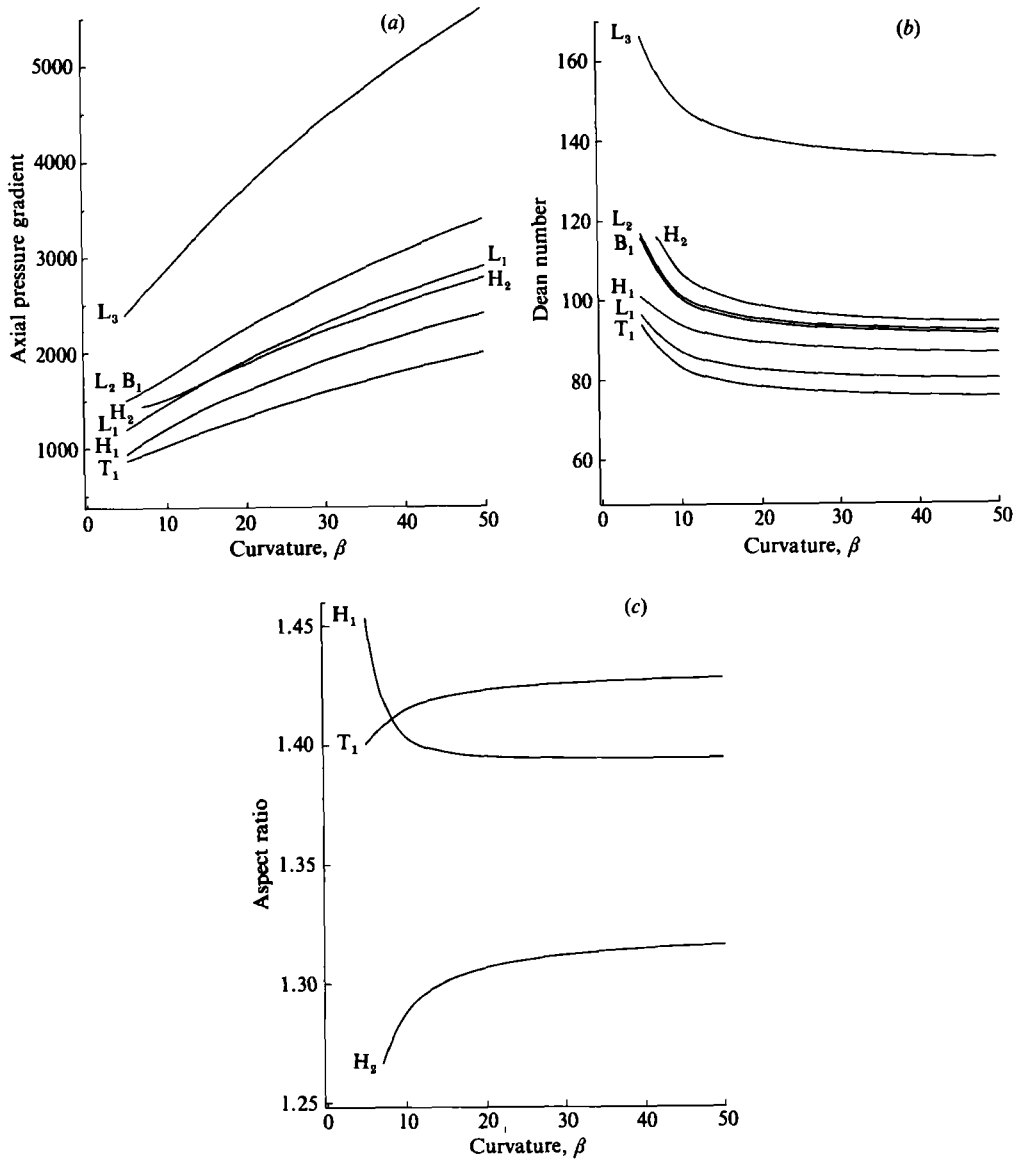 (a)
5000
4000
3000
2000
1000
Axial pressure gradient
L₃
L₂ B₁
H₂
L₁
H₁
T₁
L₁
H₂
0 10 20 30 40 50
Curvature, β
(b)
160
140
120
100
80
60
Dean number
L₃
L₂
B₁
H₂
H₁
L₁
T₁
0 10 20 30 40 50
Curvature, β
(c)
1.45
1.40
1.35
1.30
1.25
Aspect ratio
H₁
T₁
H₂
0 10 20 30 40 50
Curvature, β